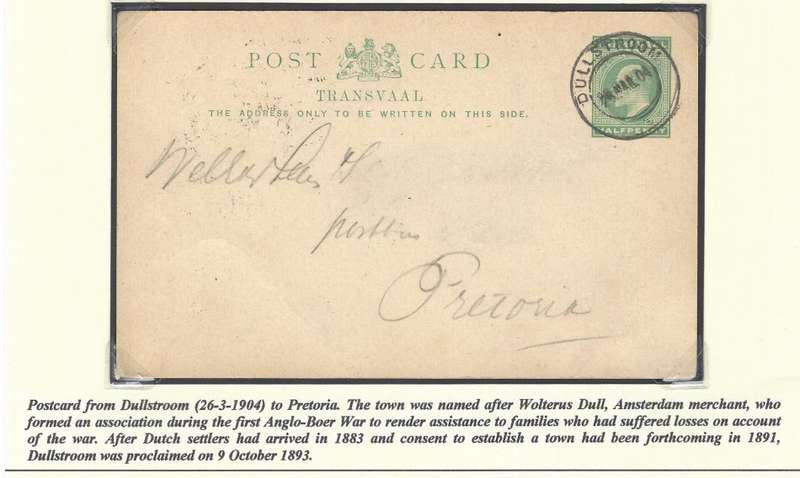 POST CARD
TRANSVAAL.
THE ADDRESS ONLY TO BE WRITTEN ON THIS SIDE.
DULLSTROOM
26 MAR 04
HALFPENNY
Pretoria
Postcard from Dullstroom (26-3-1904) to Pretoria. The town was named after Wolterus Dull, Amsterdam merchant, who
formed an association during the first Anglo-Boer War to render assistance to families who had suffered losses on account
of the war. After Dutch settlers had arrived in 1883 and consent to establish a town had been forthcoming in 1891,
Dullstroom was proclaimed on 9 October 1893.